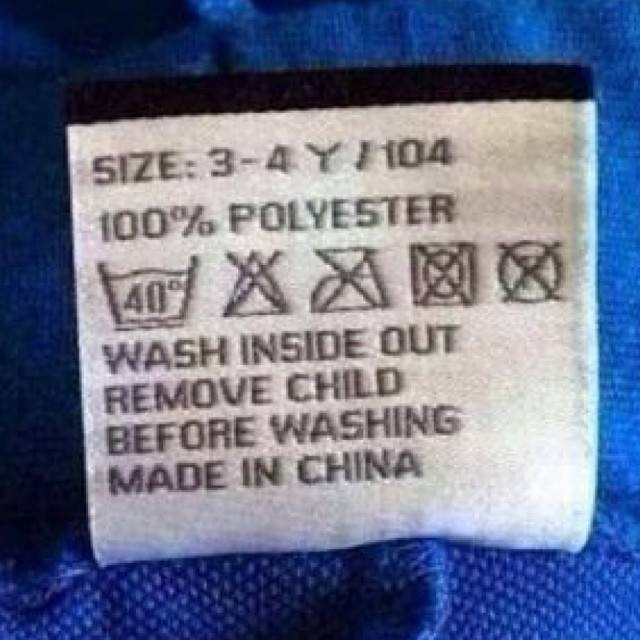 SIZE: 3-4 Y / 104
100% POLYESTER
40°
WASH INSIDE OUT
REMOVE CHILD
BEFORE WASHING
MADE IN CHINA